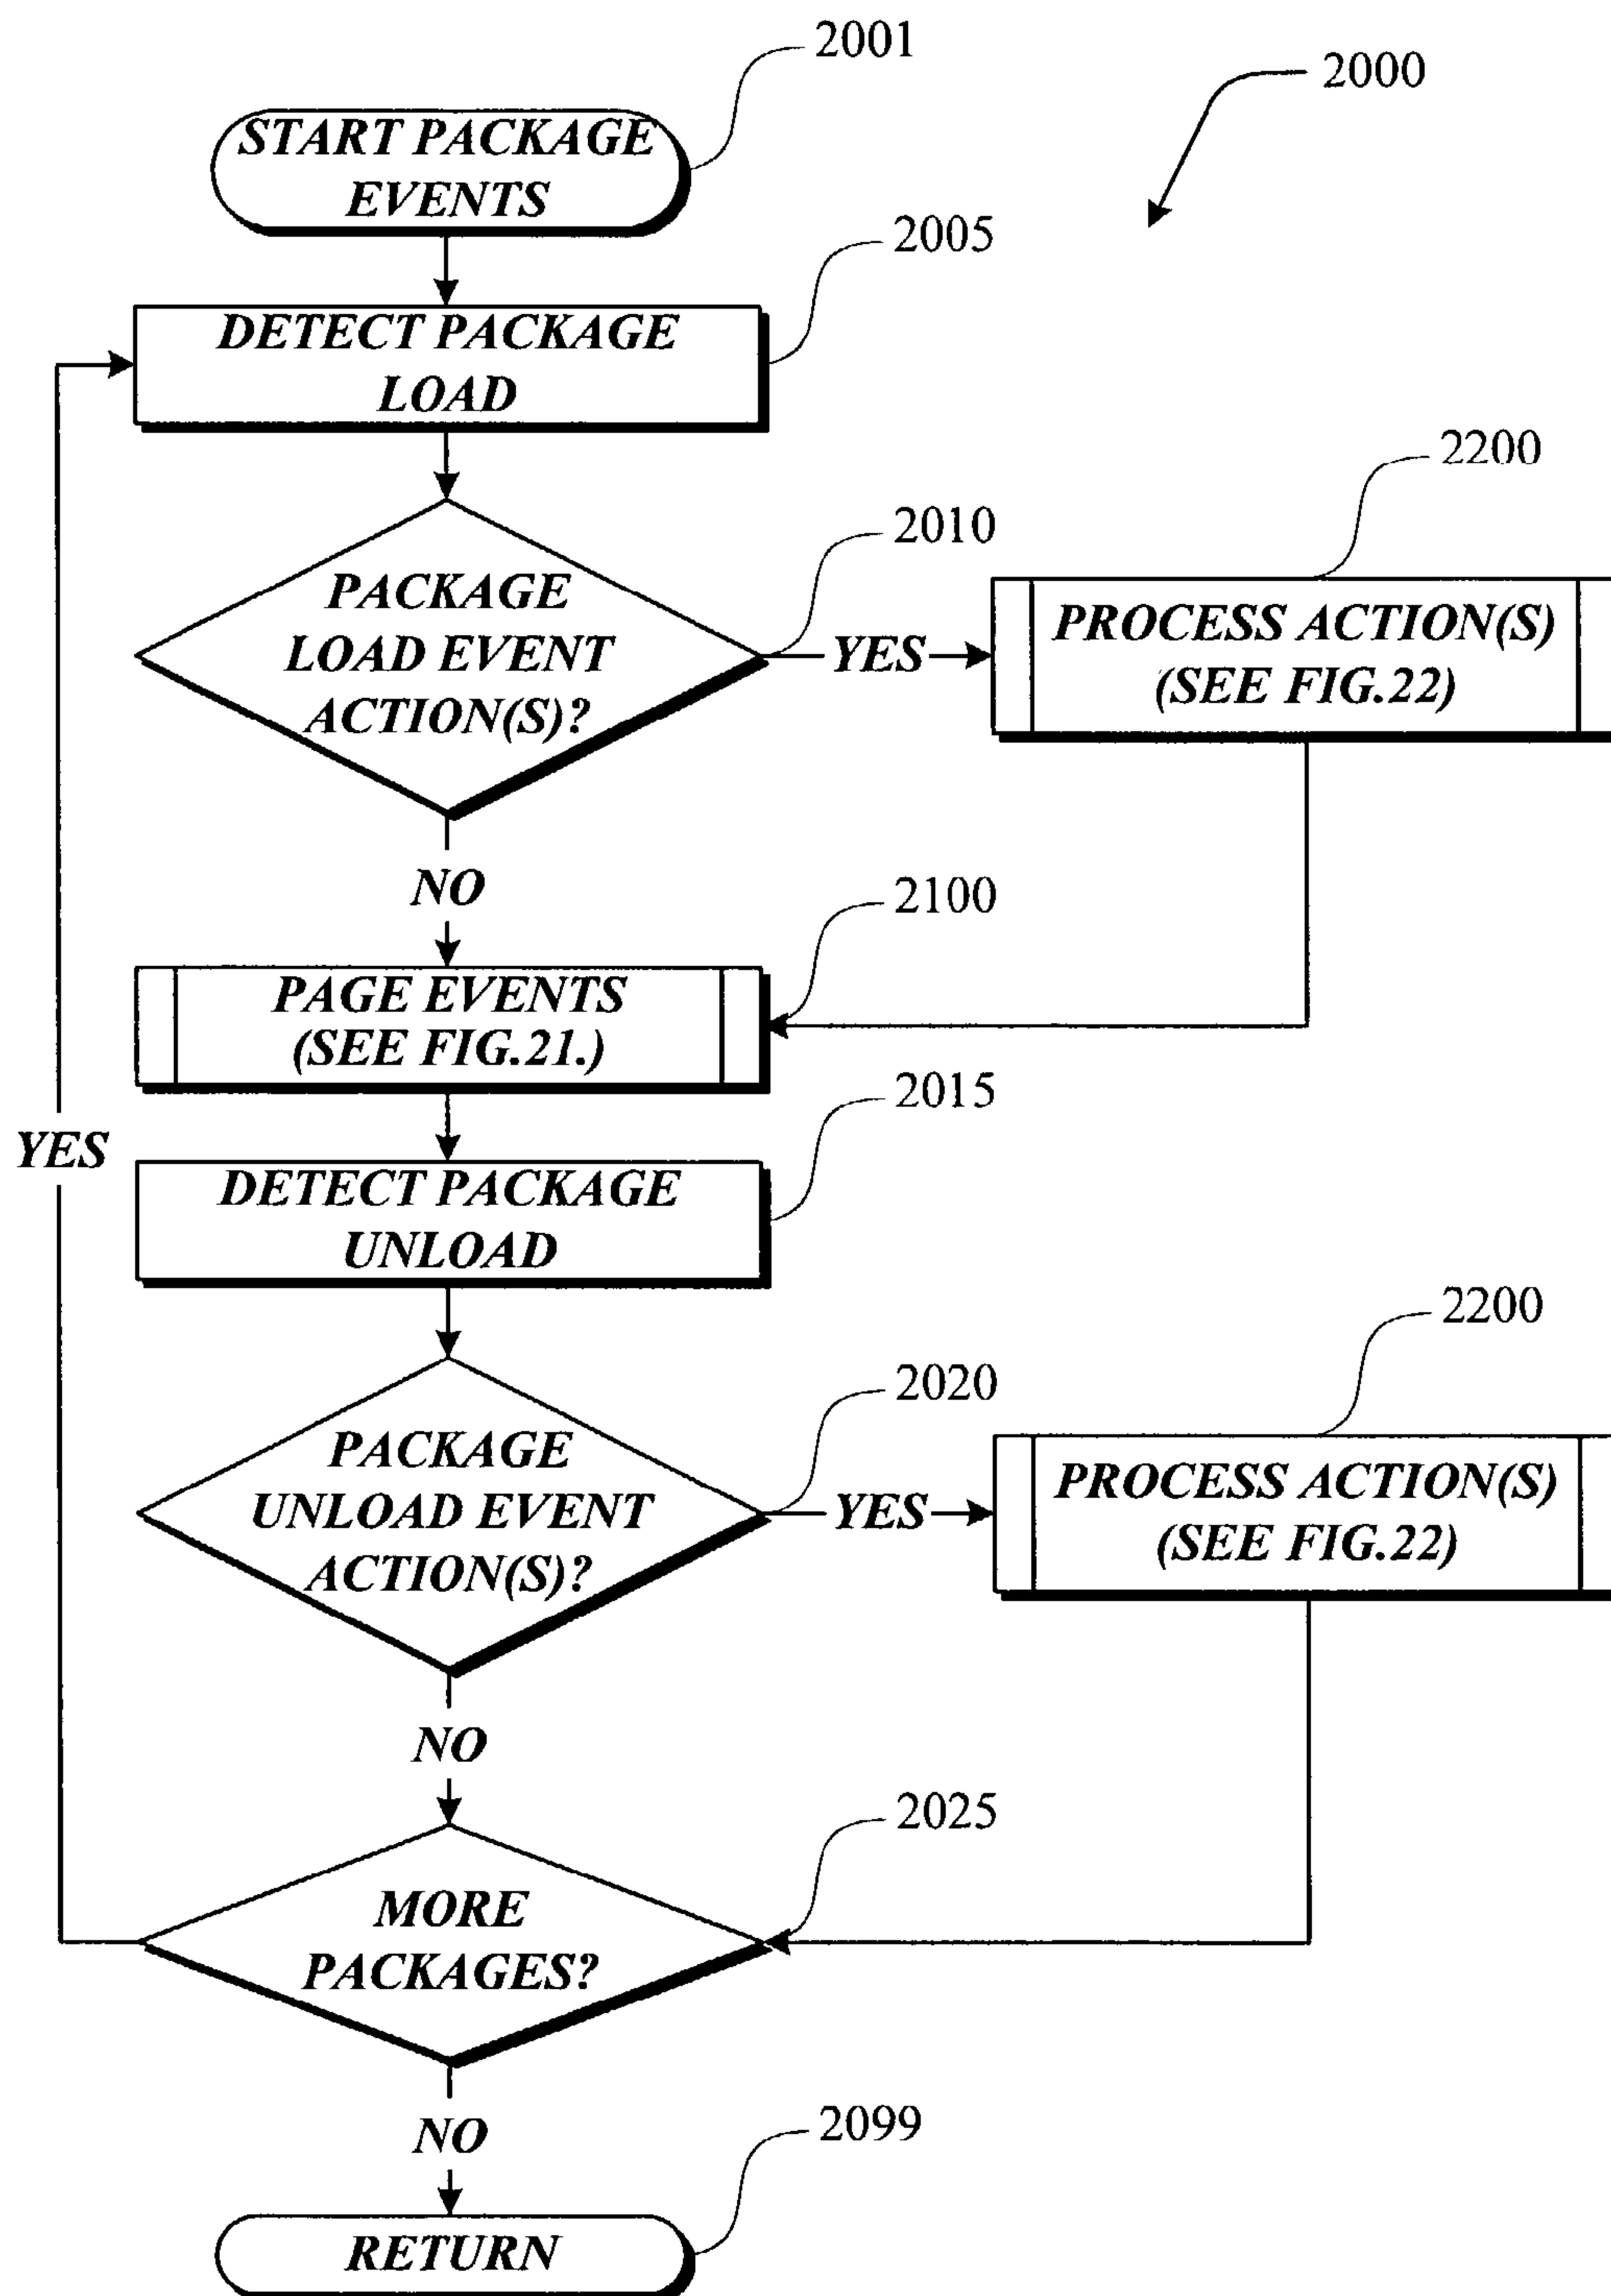 2001
2000
START PACKAGE
EVENTS
2005
DETECT PACKAGE
LOAD
2200
2010
PACKAGE
LOAD EVENT
ACTION(S)?
YES
PROCESS ACTION(S)
(SEE FIG.22)
NO
2100
PAGE EVENTS
(SEE FIG.21.)
2015
YES
DETECT PACKAGE
UNLOAD
2200
2020
PACKAGE
UNLOAD EVENT
ACTION(S)?
YES
PROCESS ACTION(S)
(SEE FIG.22)
NO
2025
MORE
PACKAGES?
NO
2099
RETURN